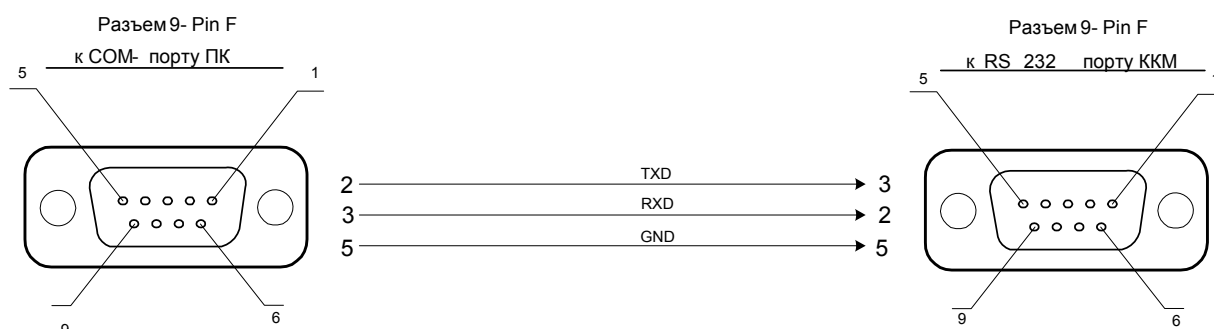 Разъем 9- Pin F
к COM- порту ПК
5
1
2
3
5
9
6
TXD
RXD
GND
3
2
5
Разъем 9- Pin F
к RS 232 порту ККМ
5
9
6